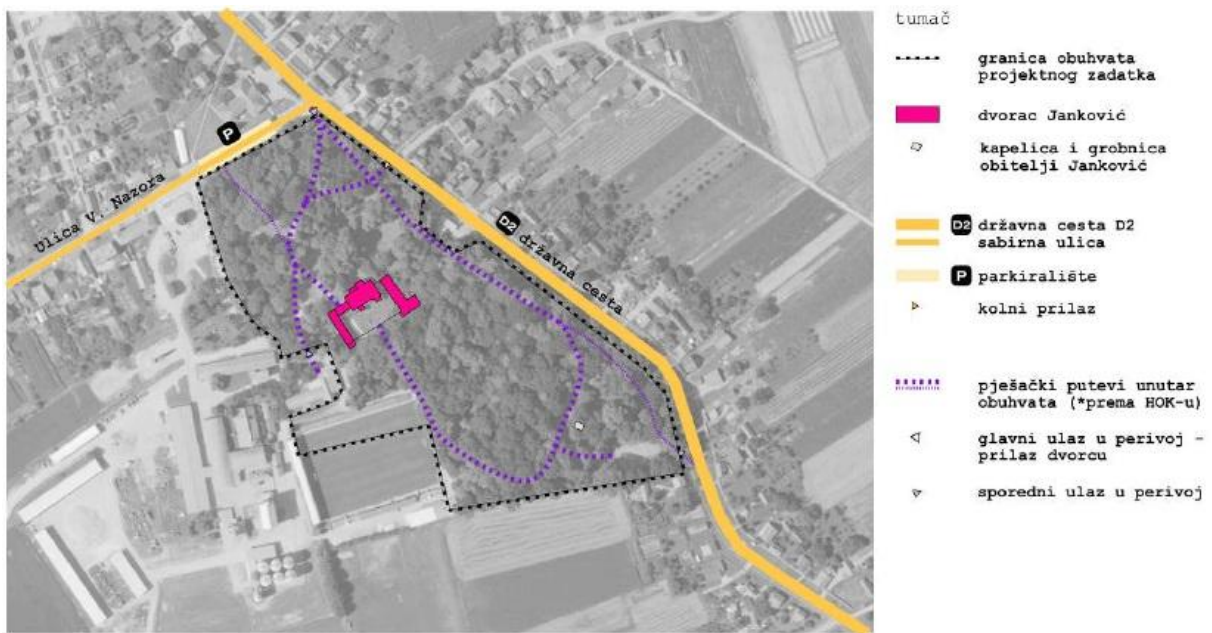 P
Ulica V. Nazora
D2 državna cesta
tumač
granica obuhvata
projektnog zadatka
dvorac Janković
kapelica i grobnica
obitelji Janković
D2 državna cesta D2
sabirna ulica
P parkiralište
kolni prilaz
pješački putevi unutar
obuhvata (*prema HOK-u)
glavni ulaz u perivoj -
prilaz dvorcu
sporedni ulaz u perivoj